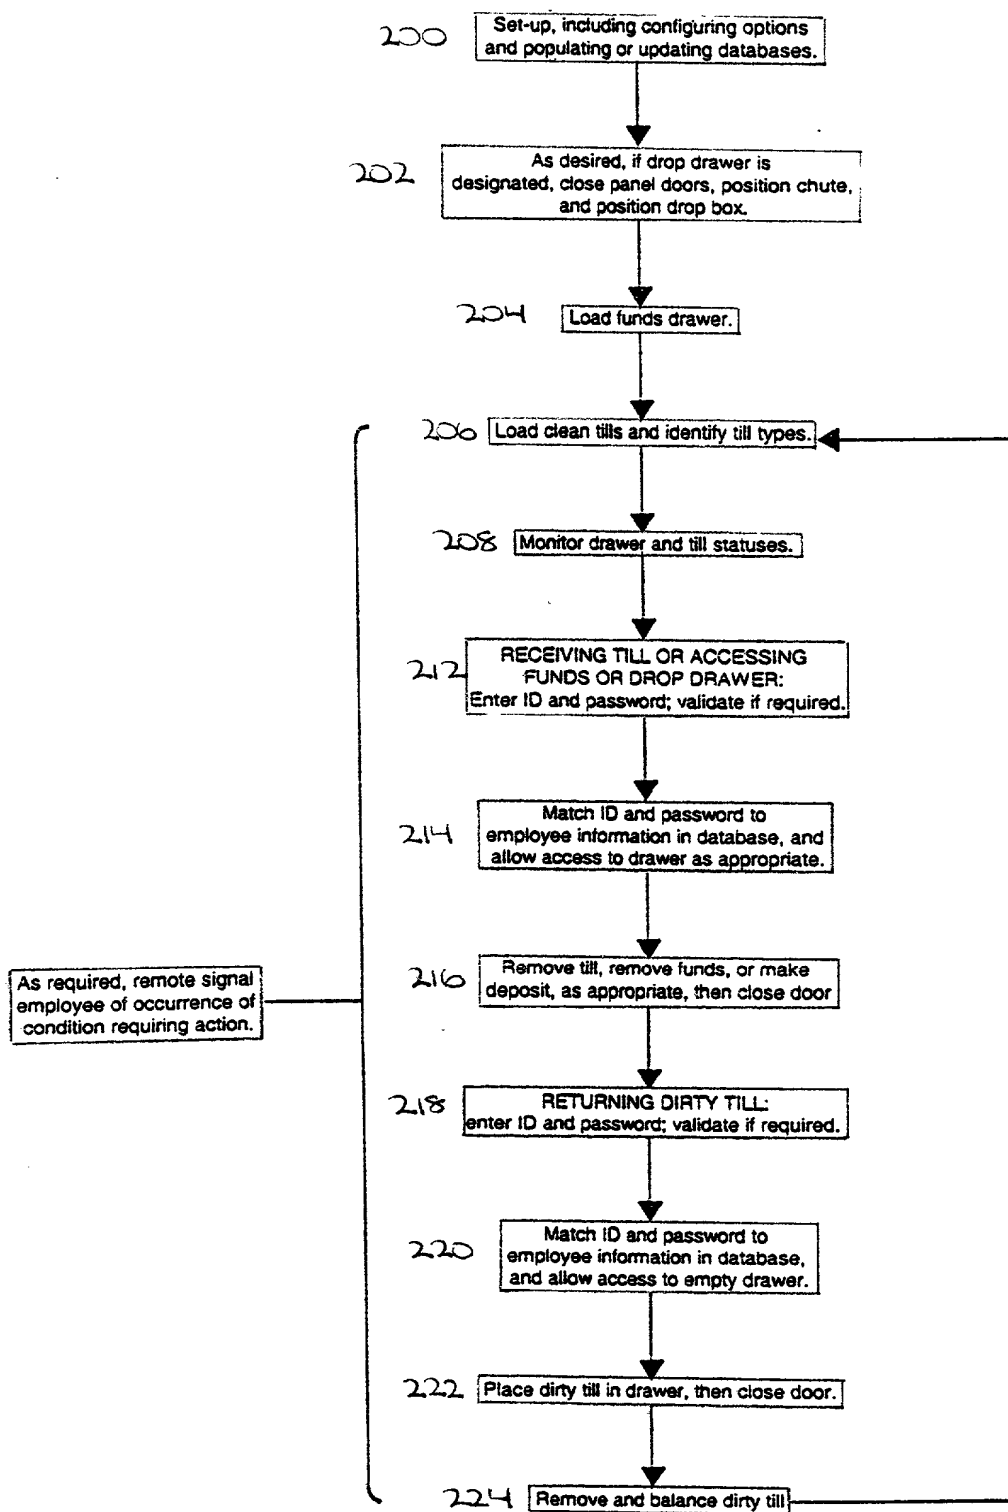 200
Set-up, including configuring options
and populating or updating databases.
202
As desired, if drop drawer is
designated, close panel doors, position chute,
and position drop box.
204
Load funds drawer.
206
Load clean tills and identify till types.
208
Monitor drawer and till statuses.
212
RECEIVING TILL OR ACCESSING
FUNDS OR DROP DRAWER:
Enter ID and password; validate if required.
214
Match ID and password to
employee information in database, and
allow access to drawer as appropriate.
As required, remote signal
employee of occurrence of
condition requiring action.
216
Remove till, remove funds, or make
deposit, as appropriate, then close door
218
RETURNING DIRTY TILL:
enter ID and password; validate if required.
220
Match ID and password to
employee information in database,
and allow access to empty drawer.
222
Place dirty till in drawer, then close door.
224
Remove and balance dirty till